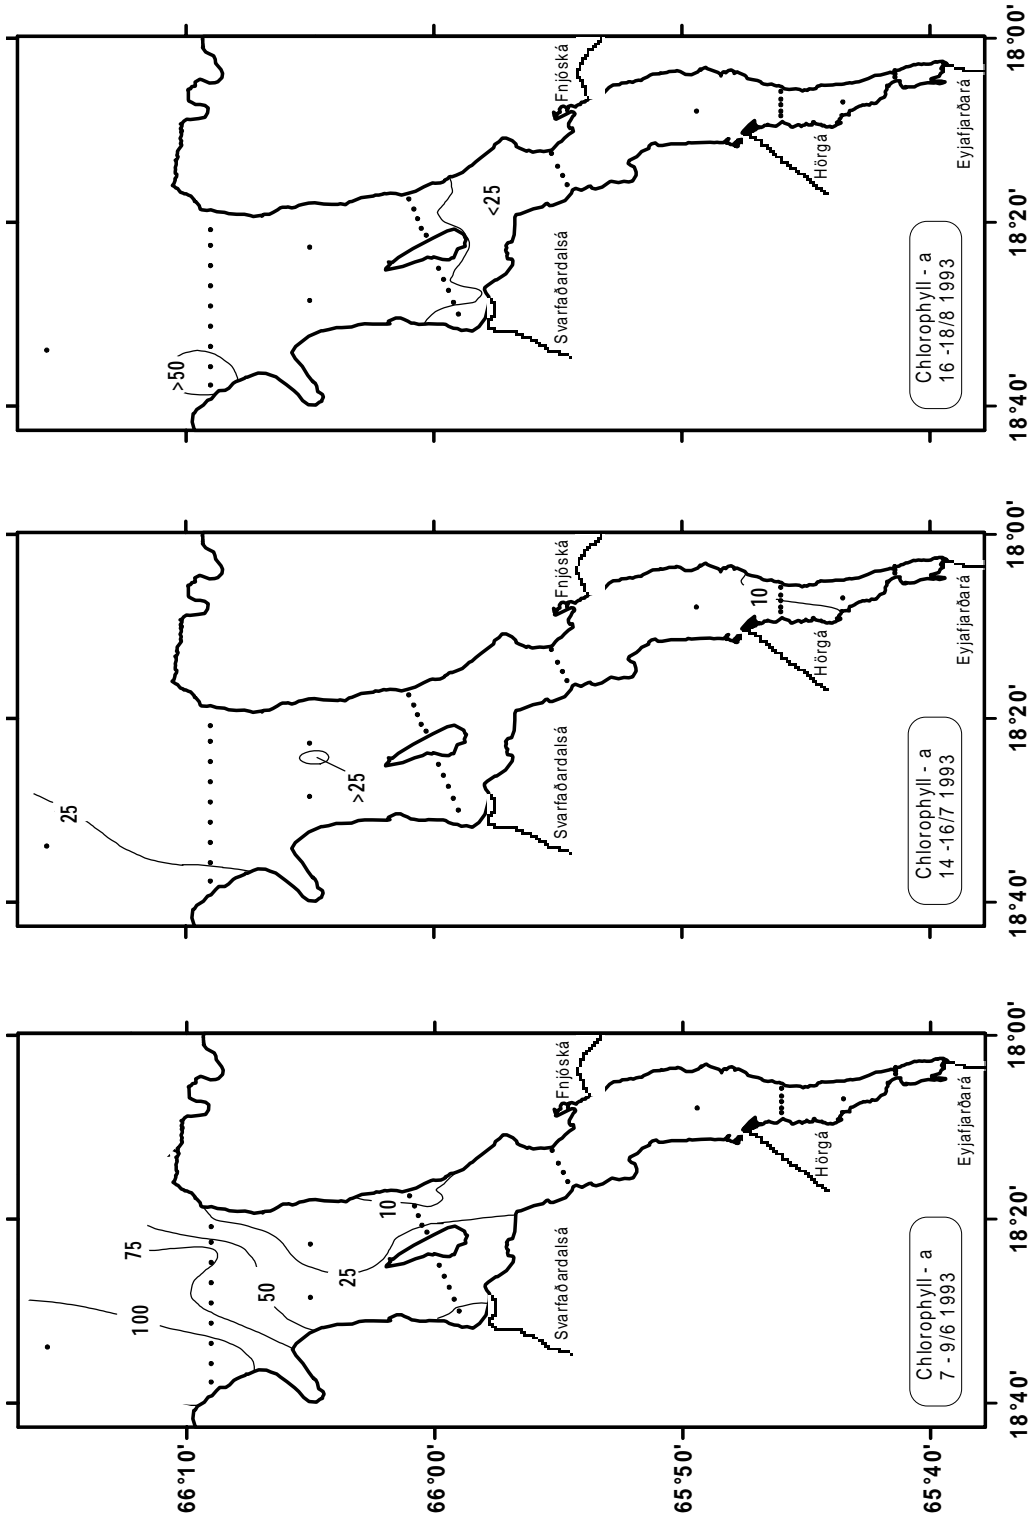 100
75
50
25
10
Fnjóská
Svarfaðardalsá
Hörgá
Eyjafjarðará
Chlorophyll - a
7 - 9/6 1993
66°10'
66°00'
65°50'
65°40'
18°40'
18°20'
18°00'
25
>25
10
Fnjóská
Svarfaðardalsá
Hörgá
Eyjafjarðará
Chlorophyll - a
14 -16/7 1993
18°40'
18°20'
18°00'
>50
<25
Fnjóská
Svarfaðardalsá
Hörgá
Eyjafjarðará
Chlorophyll - a
16 -18/8 1993
18°40'
18°20'
18°00'